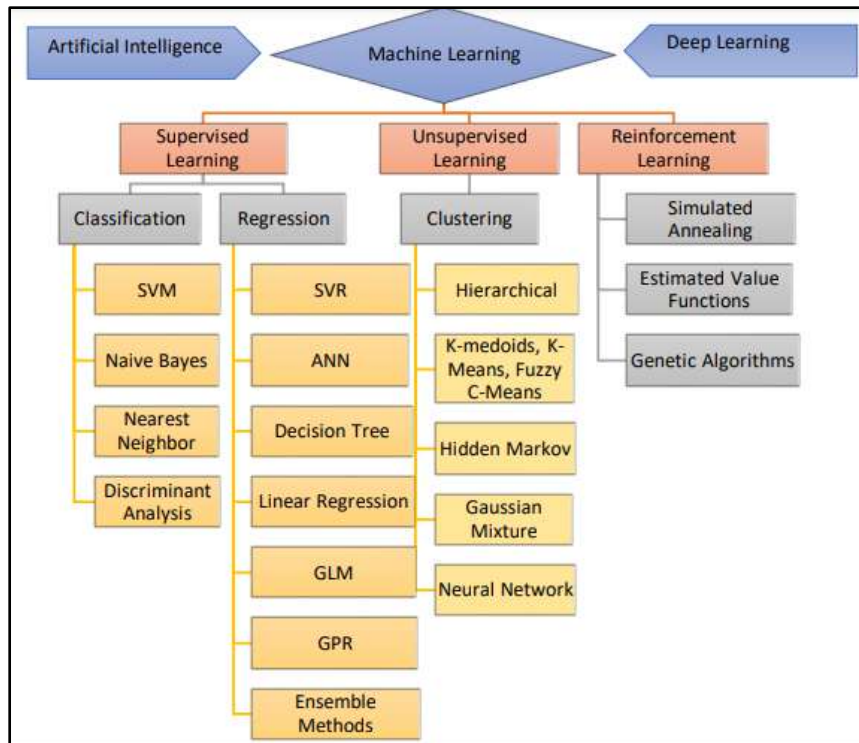 Artificial Intelligence
Machine Learning
Deep Learning
Supervised
Learning
Unsupervised
Learning
Reinforcement
Learning
Classification
Regression
Clustering
Simulated
Annealing
Estimated Value
Functions
Genetic Algorithms
SVM
Naive Bayes
Nearest
Neighbor
Discriminant
Analysis
SVR
ANN
Decision Tree
Linear Regression
GLM
GPR
Ensemble
Methods
Hierarchical
K-medoids, K-
Means, Fuzzy
C-Means
Hidden Markov
Gaussian
Mixture
Neural Network